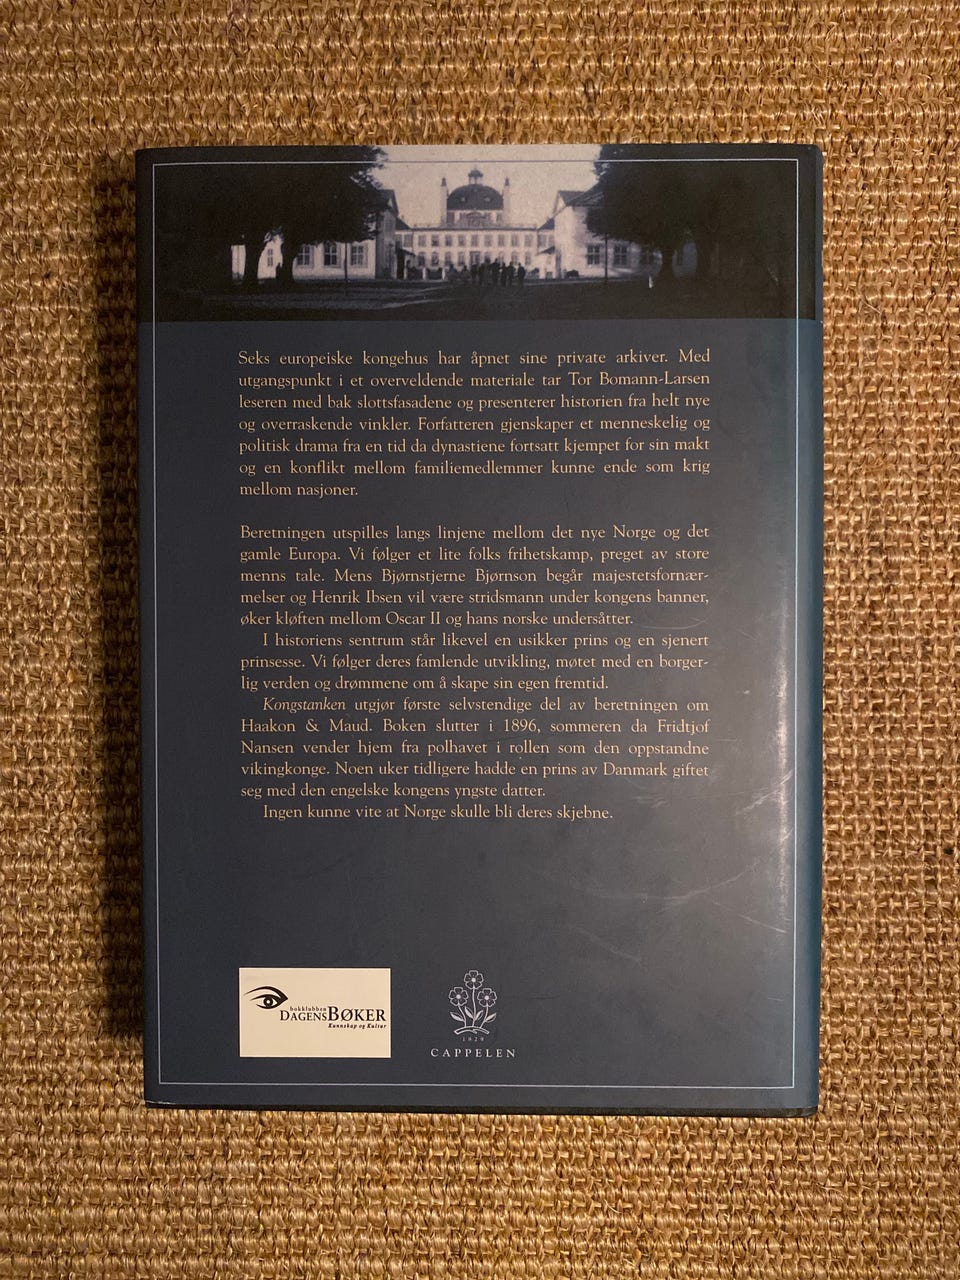 Seks europeiske kongehus har åpnet sine private arkiver. Med
utgangspunkt i et overveldende materiale tar Tor Bomann-Larsen
leseren med bak slottsfasadene og presenterer historien fra helt nye
og overraskende vinkler. Forfatteren gjenskaper et menneskelig og
politisk drama fra en tid da dynastiene fortsatt kjempet for sin makt
og en konflikt mellom familiemedlemmer kunne ende som krig
mellom nasjoner.
Beretningen utspilles langs linjene mellom det nye Norge og det
gamle Europa. Vi følger et lite folks frihetskamp, preget av store
menns tale. Mens Bjørnstjerne Bjørnson begår majestetsfornær-
melser og Henrik Ibsen vil være stridsmann under kongens banner,
øker kløften mellom Oscar II og hans norske undersåtter.
I historiens sentrum står likevel en usikker prins og en sjenert
prinsesse. Vi følger deres famlende utvikling, møtet med en borger-
lig verden og drømmene om å skape sin egen fremtid.
Kongstanken utgjør første selvstendige del av beretningen om
Haakon & Maud. Boken slutter i 1896, sommeren da Fridtjof
Nansen vender hjem fra polhavet i rollen som den oppstandne
vikingkonge. Noen uker tidligere hadde en prins av Danmark giftet
seg med den engelske kongens yngste datter.
Ingen kunne vite at Norge skulle bli deres skjebne.
bokklubben
DAGENSBØKER
Kunnskap og Kultur
1829
CAPPELEN